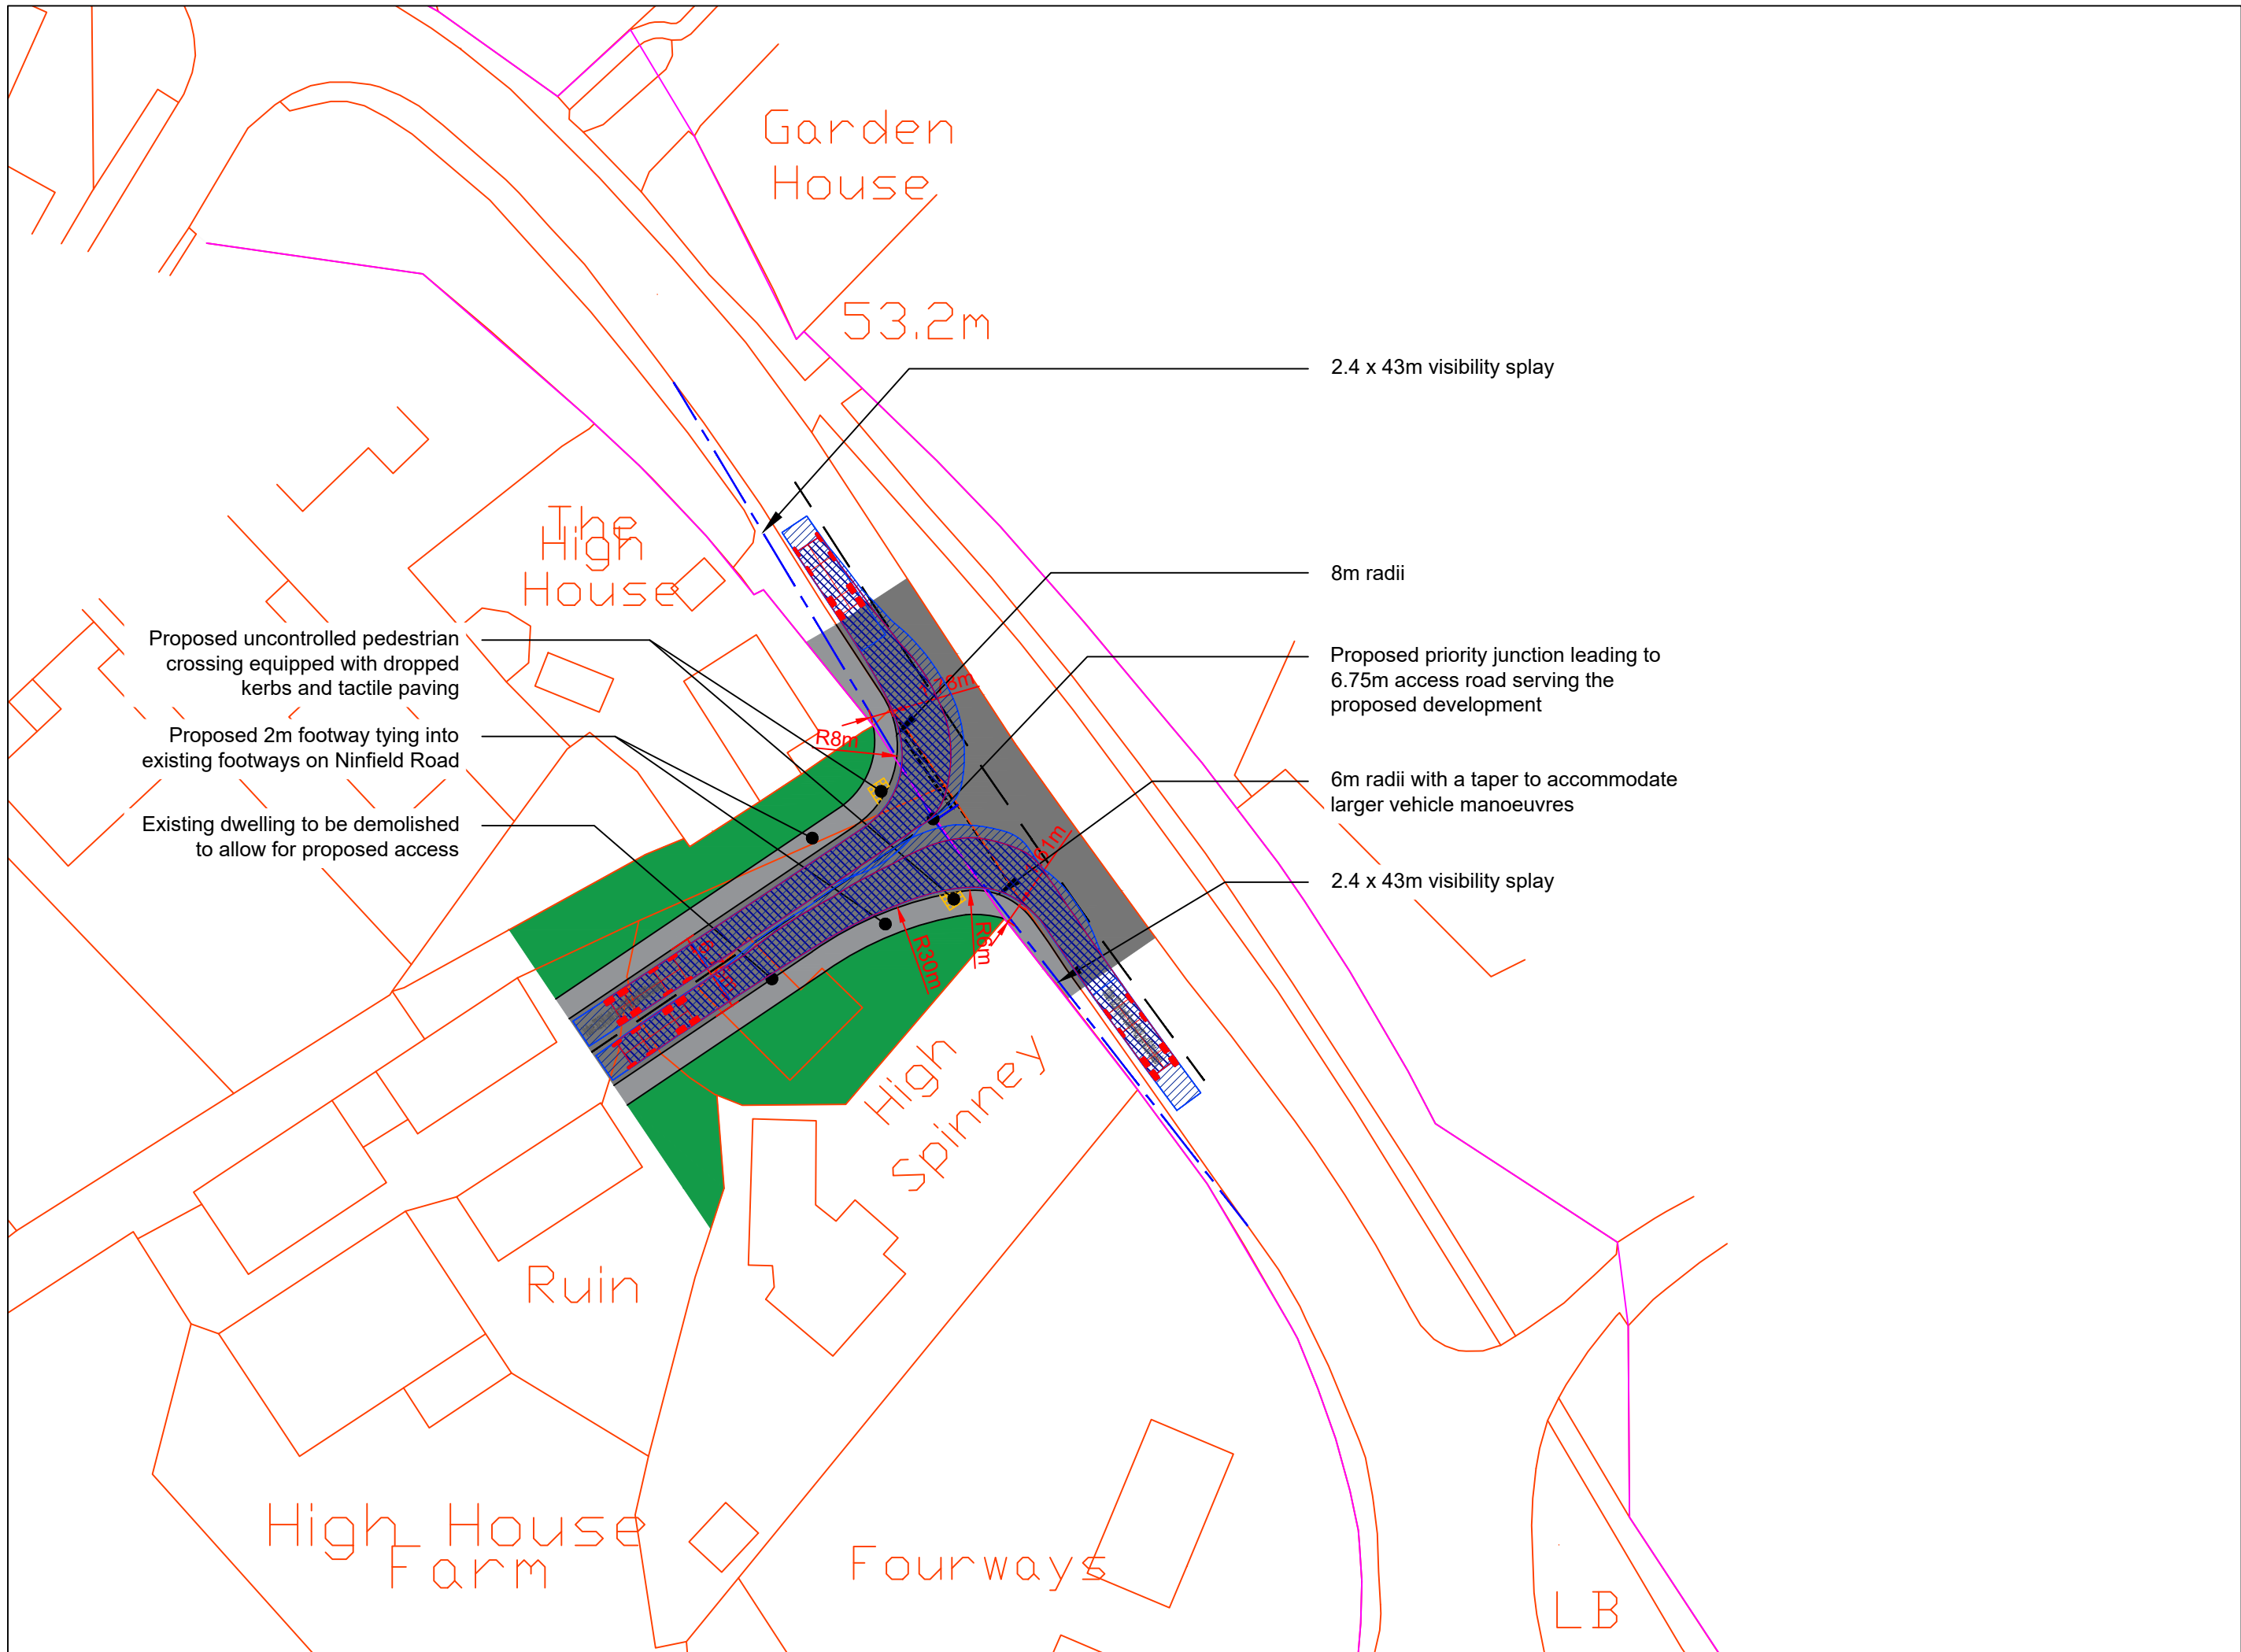 Garden
House
53.2m
2.4 x 43m visibility splay
The
High
House
8m radii
Proposed uncontrolled pedestrian
crossing equipped with dropped
kerbs and tactile paving
Proposed priority junction leading to
6.75m access road serving the
proposed development
R8m
Proposed 2m footway tying into
existing footways on Ninfield Road
6m radii with a taper to accommodate
larger vehicle manoeuvres
Existing dwelling to be demolished
to allow for proposed access
2.4 x 43m visibility splay
R6m
R30m
High
Spinney
Ruin
High House
Farm
Fourways
LB